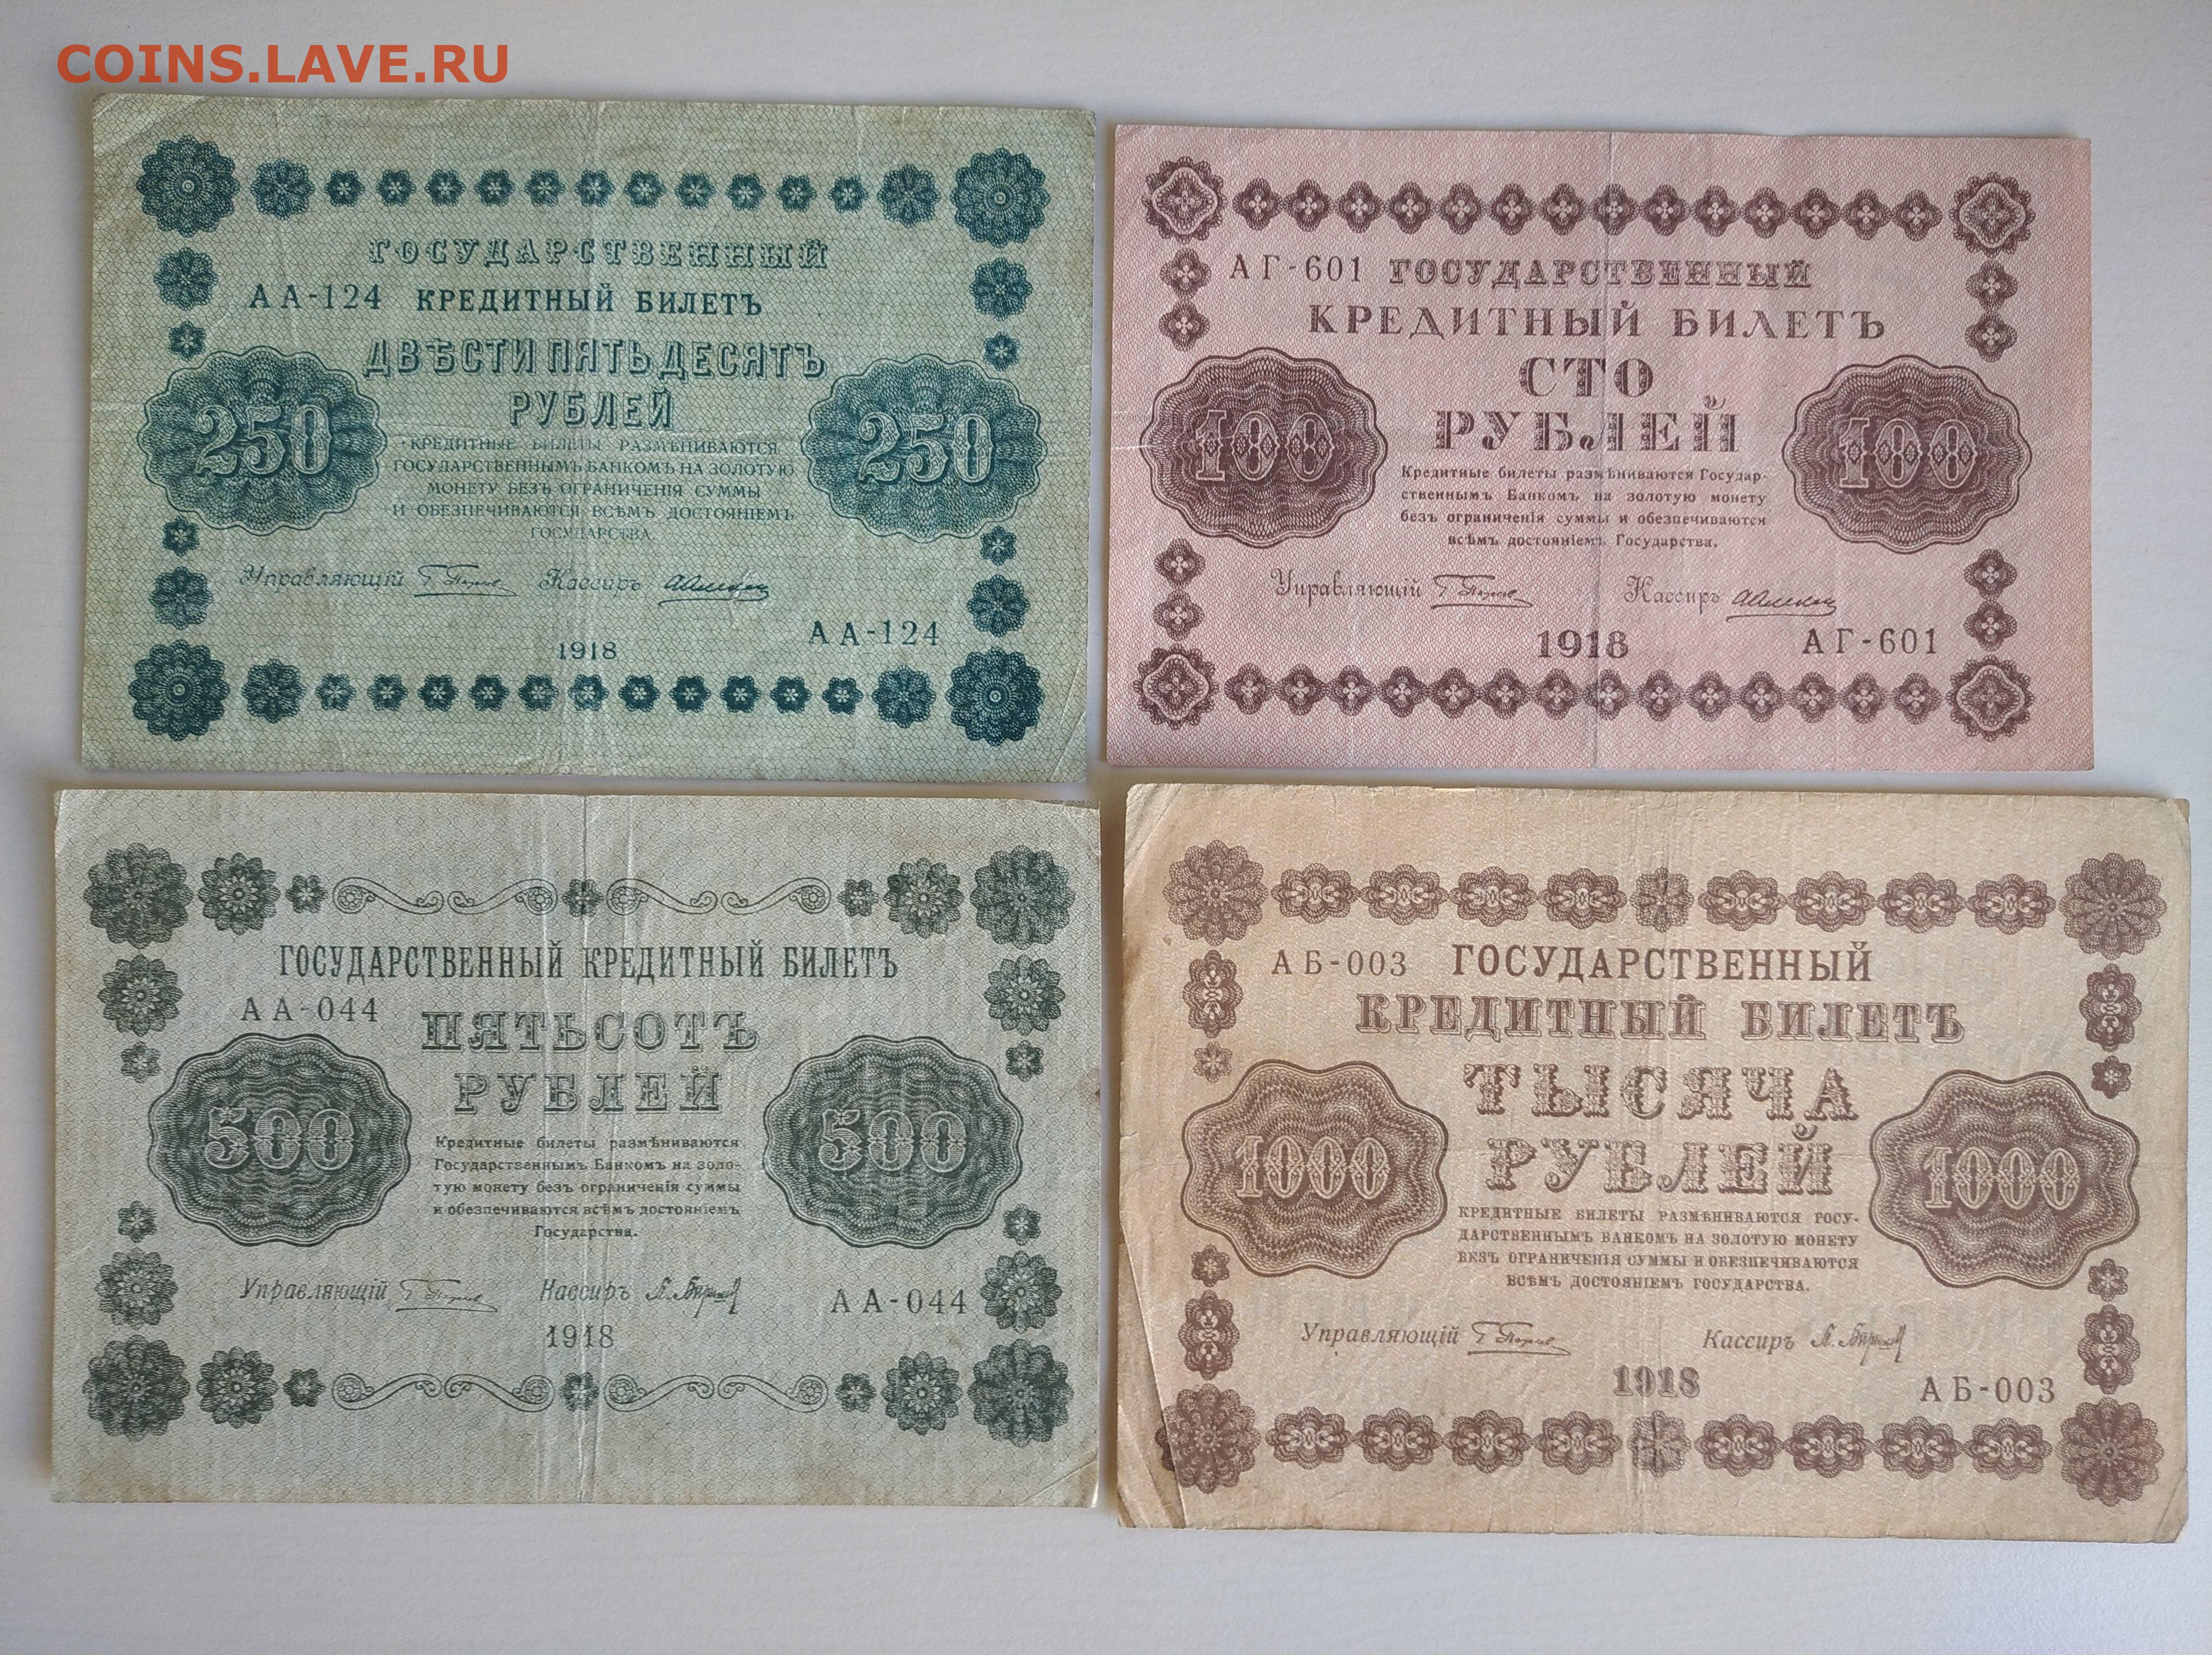 COINS.LAVE.RU
ГОСУДАРСТВЕННЫЙ
АА-124 КРЕДИТНЫЙ БИЛЕТЪ
ДВѢСТИ ПЯТЬДЕСЯТЪ
РУБЛЕЙ
250 250
КРЕДИТНЫЕ БИЛЕТЫ РАЗМѢНИВАЮТСЯ
ГОСУДАРСТВЕННЫМЪ БАНКОМЪ НА ЗОЛОТУЮ
МОНЕТУ БЕЗЪ ОГРАНИЧЕНІЯ СУММЫ
И ОБЕЗПЕЧИВАЮТСЯ ВСѢМЪ ДОСТОЯНІЕМЪ
ГОСУДАРСТВА.
Управляющій Кассиръ
АА-124
1918
АГ-601 ГОСУДАРСТВЕННЫЙ
КРЕДИТНЫЙ БИЛЕТЪ
СТО
РУБЛЕЙ
100 100
Кредитные билеты размѣниваются Государ-
ственнымъ Банкомъ на золотую монету
безъ ограниченія суммы и обезпечиваются
всѣмъ достояніемъ Государства.
Управляющій Кассиръ
1918 АГ-601
ГОСУДАРСТВЕННЫЙ КРЕДИТНЫЙ БИЛЕТЪ
АА-044 ПЯТЬСОТЪ
РУБЛЕЙ
500 500
Кредитные билеты размѣниваются
Государственнымъ Банкомъ на золо-
тую монету безъ ограниченія суммы
и обезпечиваются всѣмъ достояніемъ
Государства.
Управляющій Кассиръ АА-044
1918
АБ-003 ГОСУДАРСТВЕННЫЙ
КРЕДИТНЫЙ БИЛЕТЪ
ТЫСЯЧА
РУБЛЕЙ
1000 1000
КРЕДИТНЫЕ БИЛЕТЫ РАЗМѢНИВАЮТСЯ ГОСУ-
ДАРСТВЕННЫМЪ БАНКОМЪ НА ЗОЛОТУЮ МОНЕТУ
БЕЗЪ ОГРАНИЧЕНІЯ СУММЫ И ОБЕЗПЕЧИВАЮТСЯ
ВСѢМЪ ДОСТОЯНІЕМЪ ГОСУДАРСТВА.
Управляющій Кассиръ
1918 АБ-003